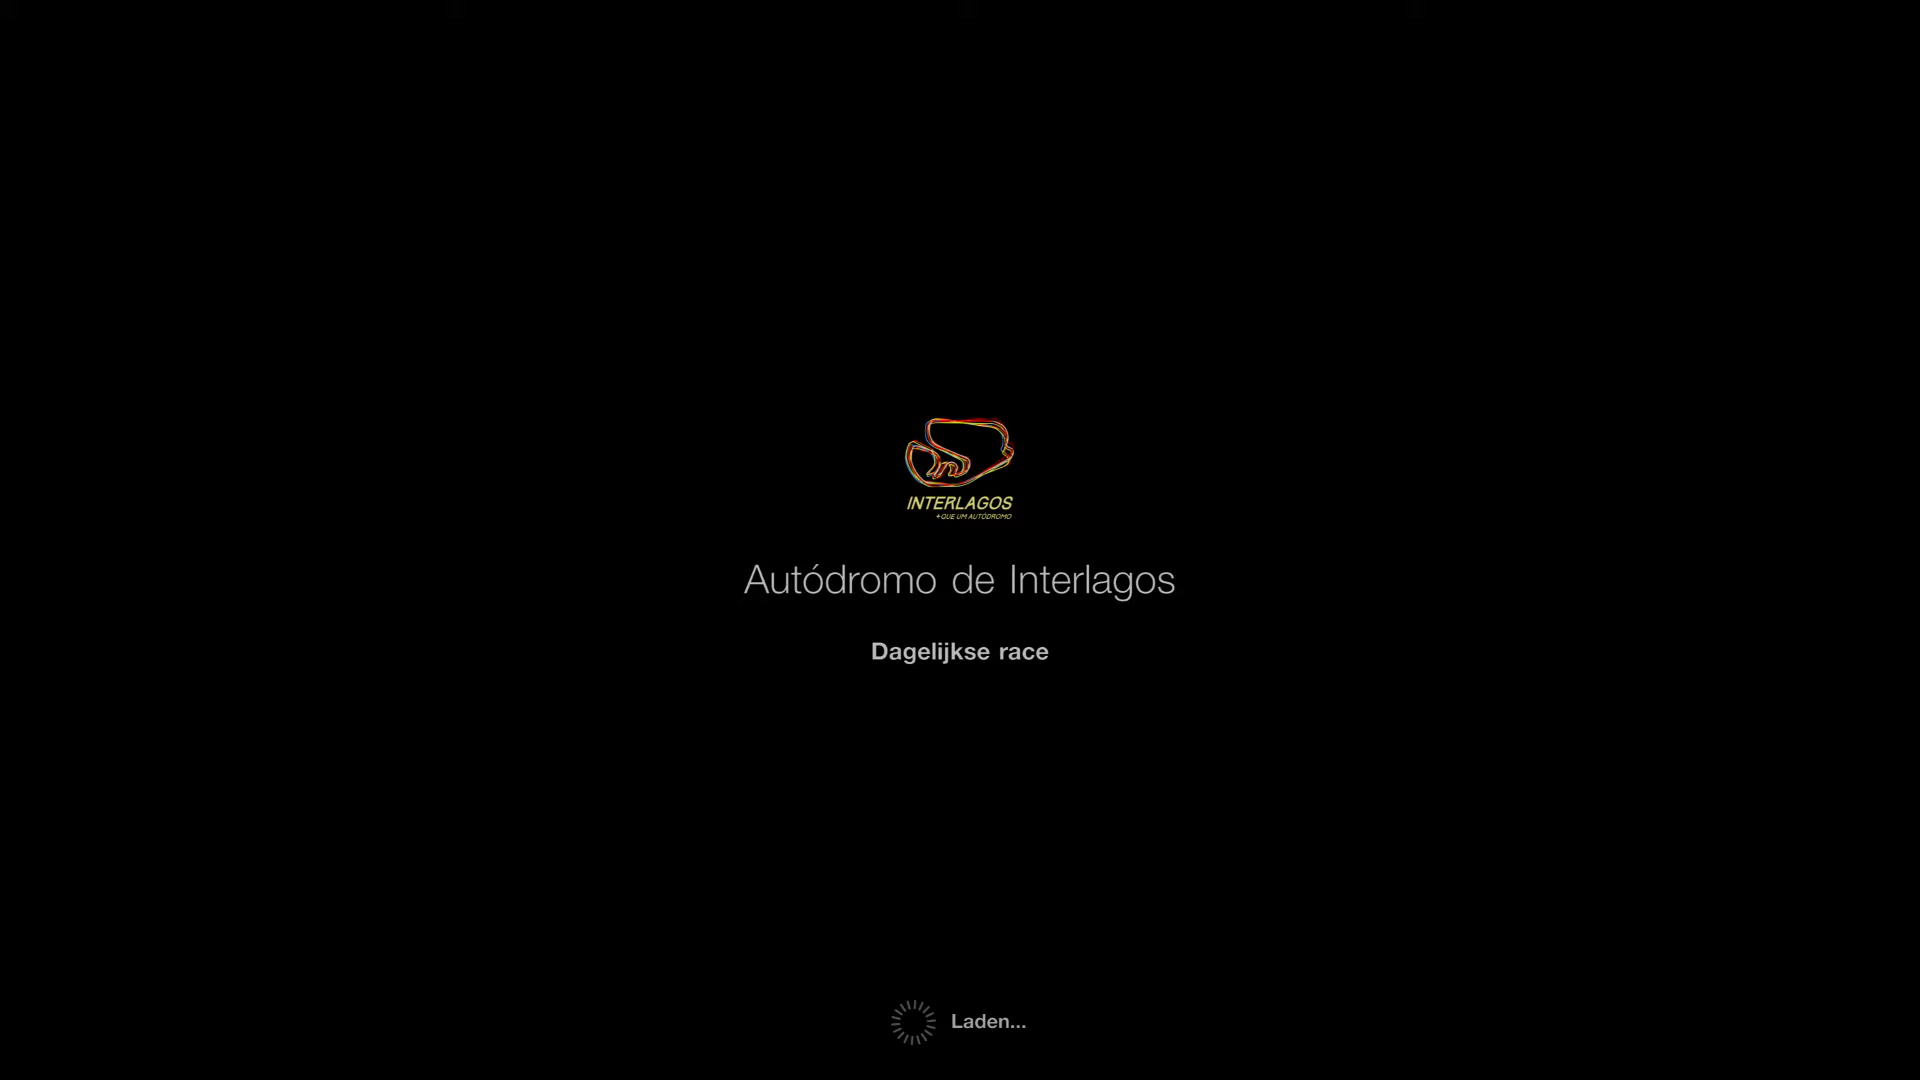 INTERLAGOS
+ QUE UM AUTÓDROMO
Autódromo de Interlagos
Dagelijkse race
Laden...